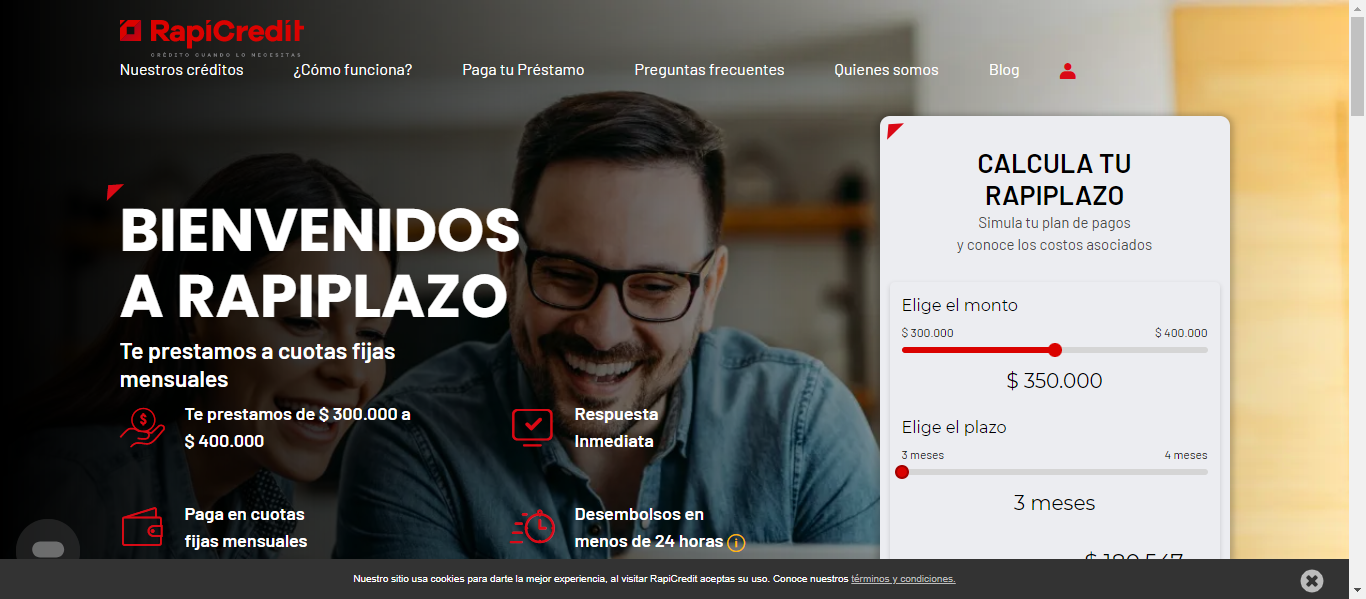 RapiCredit
CRÉDITO CUANDO LO NECESITAS
Nuestros créditos
¿Cómo funciona?
Paga tu Préstamo
Preguntas frecuentes
Quienes somos
Blog
BIENVENIDOS
A RAPIPLAZO
Te prestamos a cuotas fijas
mensuales
Te prestamos de $ 300.000 a
$ 400.000
Respuesta
Inmediata
Paga en cuotas
fijas mensuales
Desembolsos en
menos de 24 horas
CALCULA TU
RAPIPLAZO
Simula tu plan de pagos
y conoce los costos asociados
Elige el monto
$ 300.000
$ 400.000
$ 350.000
Elige el plazo
3 meses
4 meses
3 meses
Nuestro sitio usa cookies para darte la mejor experiencia, al visitar RapiCredit aceptas su uso. Conoce nuestros términos y condiciones.